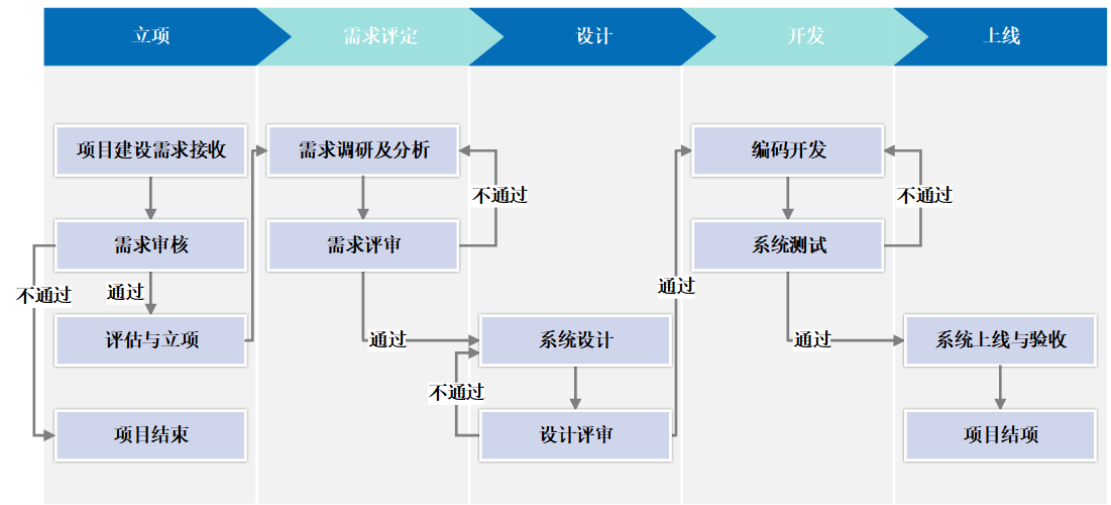 立项
需求评定
设计
开发
上线
项目建设需求接收
需求审核
不通过
通过
评估与立项
项目结束
需求调研及分析
不通过
需求评审
通过
系统设计
不通过
设计评审
通过
编码开发
不通过
系统测试
通过
系统上线与验收
项目结项